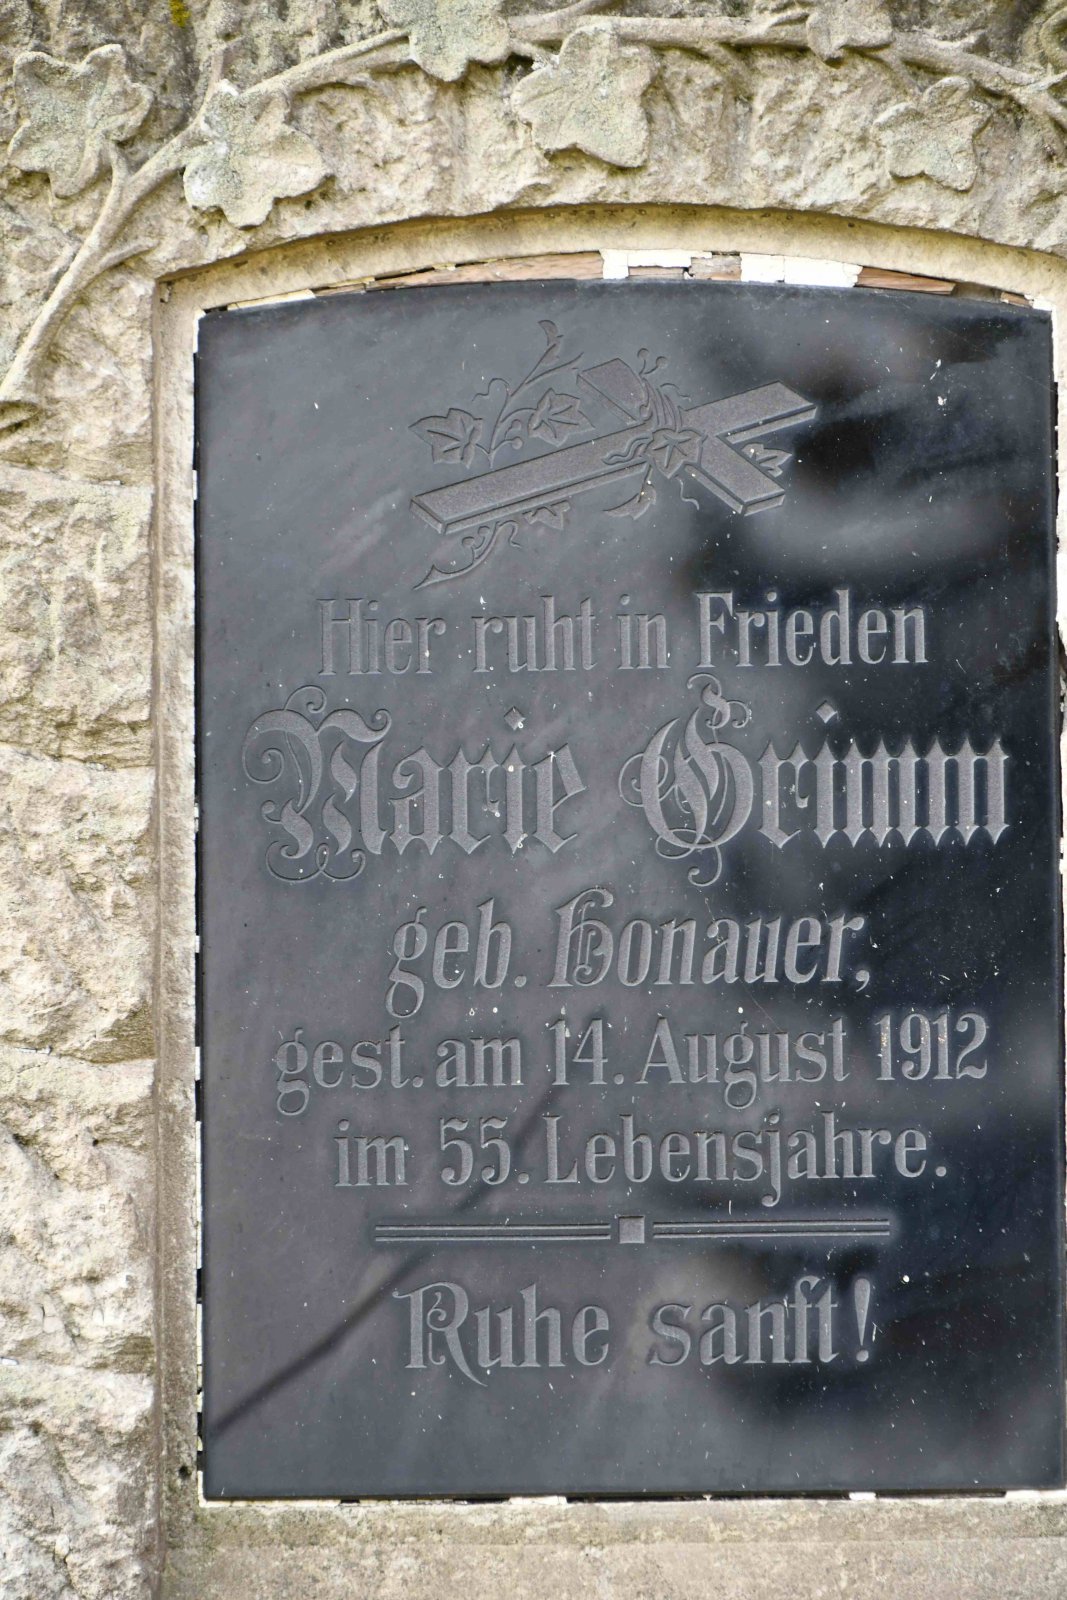 Hier ruht in Frieden
Marie Grimm
geb. Honauer,
gest. am 14. August 1912
im 55. Lebensjahre.
Ruhe sanft!